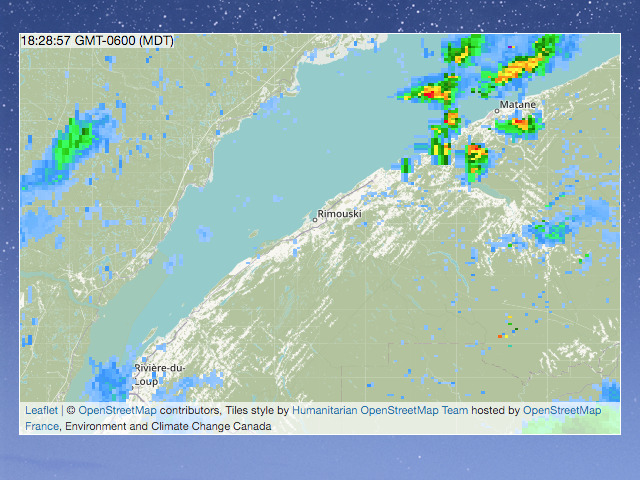 18:28:57 GMT-0600 (MDT)
Matane
Rimouski
Rivière-du-
Loup
Leaflet | © OpenStreetMap contributors, Tiles style by Humanitarian OpenStreetMap Team hosted by OpenStreetMap
France, Environment and Climate Change Canada